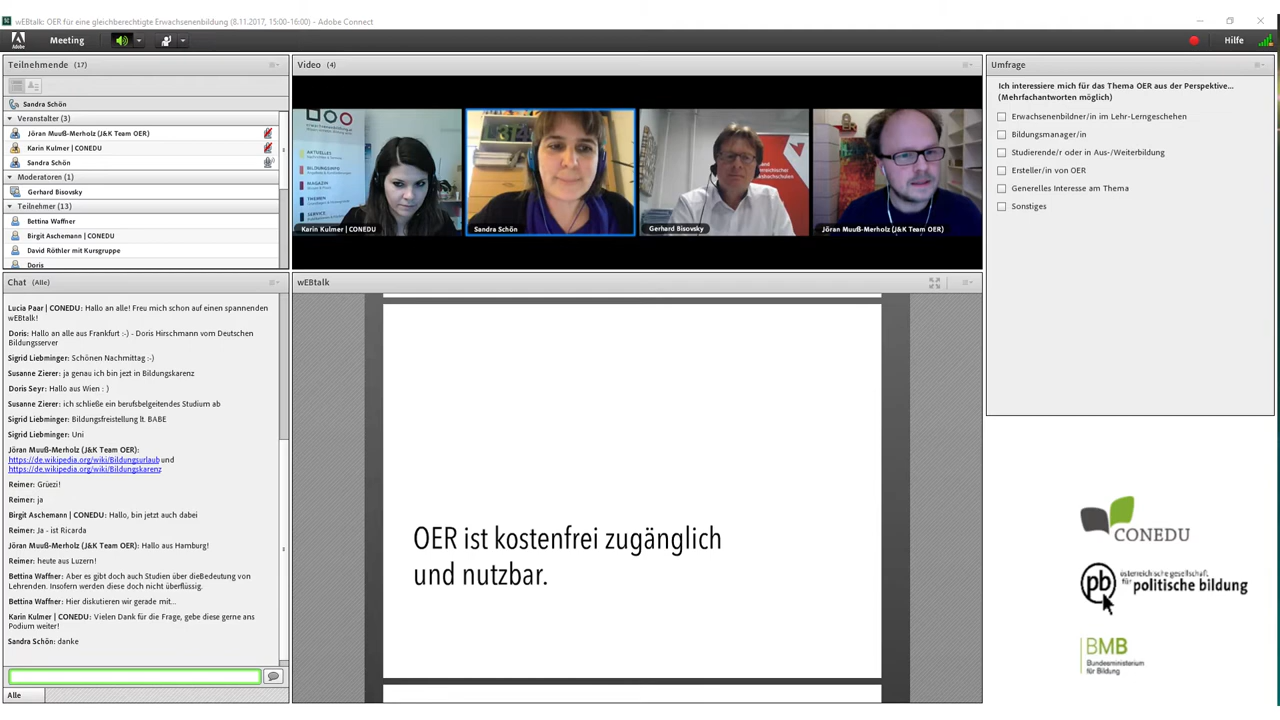 wEBtalk: OER für eine gleichberechtigte Erwachsenenbildung (8.11.2017, 15:00-16:00) - Adobe Connect
Adobe
Meeting
Hilfe
Teilnehmende (17)
Sandra Schön
Veranstalter (3)
Jöran Muuß-Merholz (J&K Team OER)
Karin Kulmer | CONEDU
Sandra Schön
Moderatoren (1)
Gerhard Bisovsky
Teilnehmer (13)
Bettina Waffner
Birgit Aschemann | CONEDU
David Röthler mit Kursgruppe
Doris
Video (4)
AKTUELLES
BILDUNGSINFO
MAGAZIN
THEMEN
SERVICE
Karin Kulmer | CONEDU
Sandra Schön
Gerhard Bisovsky
Jöran Muuß-Merholz (J&K Team OER)
Umfrage
Ich interessiere mich für das Thema OER aus der Perspektive...
(Mehrfachantworten möglich)
Erwachsenenbildner/in im Lehr-Lerngeschehen
Bildungsmanager/in
Studierende/r oder in Aus-/Weiterbildung
Ersteller/in von OER
Generelles Interesse am Thema
Sonstiges
Chat (Alle)
Lucia Paar | CONEDU: Hallo an alle! Freu mich schon auf einen spannenden
wEBtalk!
Doris: Hallo an alle aus Frankfurt :-) - Doris Hirschmann vom Deutschen
Bildungsserver
Sigrid Liebminger: Schönen Nachmittag :-)
Susanne Zierer: ja genau ich bin jezt in Bildungskarenz
Doris Seyr: Hallo aus Wien : )
Susanne Zierer: ich schließe ein berufsbelgeitendes Studium ab
Sigrid Liebminger: Bildungsfreistellung lt. BABE
Sigrid Liebminger: Uni
Jöran Muuß-Merholz (J&K Team OER):
https://de.wikipedia.org/wiki/Bildungsurlaub und
https://de.wikipedia.org/wiki/Bildungskarenz
Reimer: Grüezi!
Reimer: ja
Birgit Aschemann | CONEDU: Hallo, bin jetzt auch dabei
Reimer: Ja - ist Ricarda
Jöran Muuß-Merholz (J&K Team OER): Hallo aus Hamburg!
Reimer: heute aus Luzern!
Bettina Waffner: Aber es gibt doch auch Studien über dieBedeutung von
Lehrenden. Insofern werden diese doch nicht überflüssig.
Bettina Waffner: Hier diskutieren wir gerade mit...
Karin Kulmer | CONEDU: Vielen Dank für die Frage, gebe diese gerne ans
Podium weiter!
Sandra Schön: danke
Alle
wEBtalk
OER ist kostenfrei zugänglich
und nutzbar.
CONEDU
pb
österreichische gesellschaft
für politische bildung
BMB
Bundesministerium
für Bildung